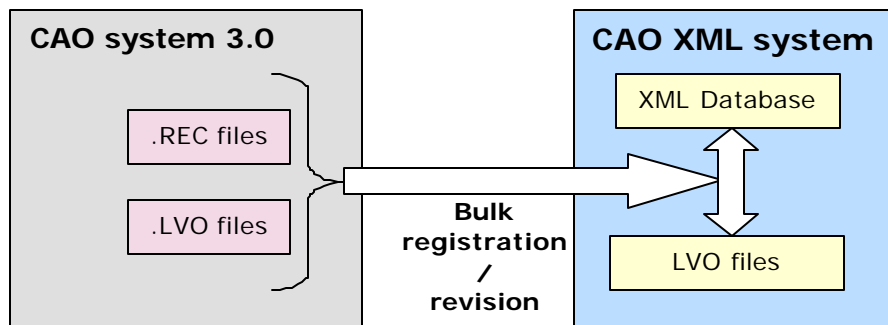 CAO system 3.0
.REC files
.LVO files
Bulk
registration
/
revision
CAO XML system
XML Database
LVO files